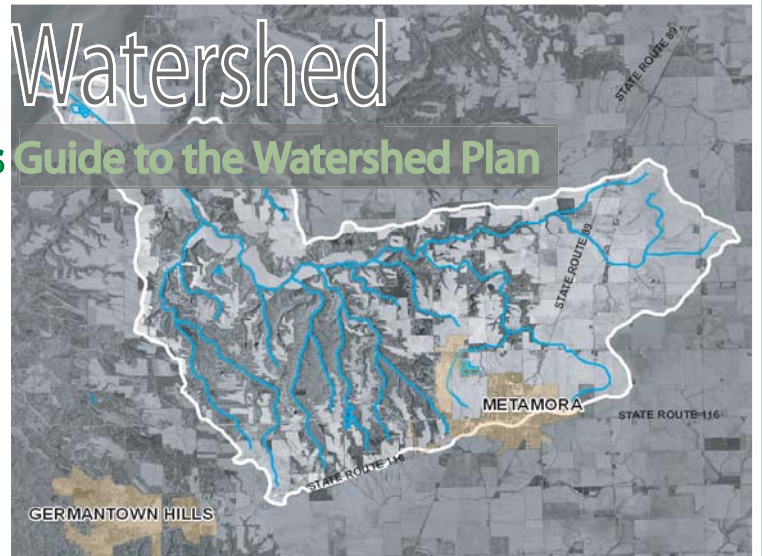 Watershed
s Guide to the Watershed Plan
STATE ROUTE 89
STATE ROUTE 89
METAMORA
STATE ROUTE 116
STATE ROUTE 116
GERMANTOWN HILLS